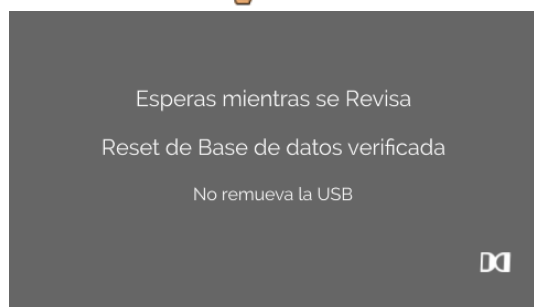 Esperas mientras se Revisa
Reset de Base de datos verificada
No remueva la USB